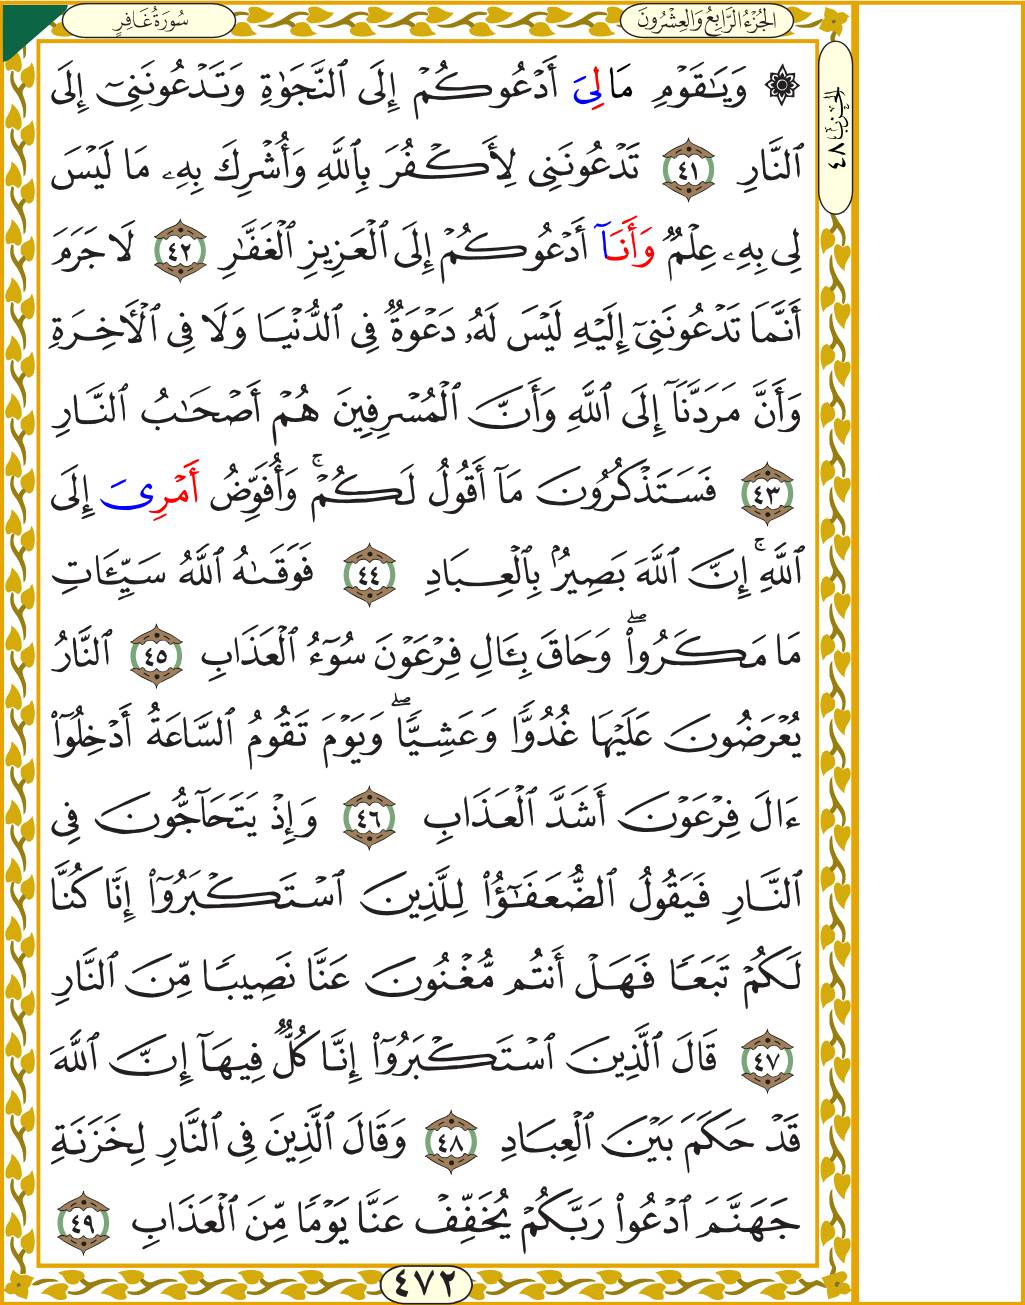 سُورَةُ غَافِرٍ
الجُزْءُ الرَّابِعُ وَالعِشْرُونَ
الحِزْبُ ٤٨
۞ وَيَٰقَوْمِ مَا لِىَ أَدْعُوكُمْ إِلَى ٱلنَّجَوٰةِ وَتَدْعُونَنِىٓ إِلَى
ٱلنَّارِ ٤١ تَدْعُونَنِى لِأَكْفُرَ بِٱللَّهِ وَأُشْرِكَ بِهِۦ مَا لَيْسَ
لِى بِهِۦ عِلْمٌ وَأَنَا۠ أَدْعُوكُمْ إِلَى ٱلْعَزِيزِ ٱلْغَفَّٰرِ ٤٢ لَا جَرَمَ
أَنَّمَا تَدْعُونَنِىٓ إِلَيْهِ لَيْسَ لَهُۥ دَعْوَةٌ فِى ٱلدُّنْيَا وَلَا فِى ٱلْأَخِرَةِ
وَأَنَّ مَرَدَّنَآ إِلَى ٱللَّهِ وَأَنَّ ٱلْمُسْرِفِينَ هُمْ أَصْحَٰبُ ٱلنَّارِ
٤٣ فَسَتَذْكُرُونَ مَآ أَقُولُ لَكُمْ ۚ وَأُفَوِّضُ أَمْرِىَ إِلَى
ٱللَّهِ ۚ إِنَّ ٱللَّهَ بَصِيرٌۢ بِٱلْعِبَادِ ٤٤ فَوَقَىٰهُ ٱللَّهُ سَيِّـَٔاتِ
مَا مَكَرُوا۟ ۖ وَحَاقَ بِـَٔالِ فِرْعَوْنَ سُوٓءُ ٱلْعَذَابِ ٤٥ ٱلنَّارُ
يُعْرَضُونَ عَلَيْهَا غُدُوًّا وَعَشِيًّا ۖ وَيَوْمَ تَقُومُ ٱلسَّاعَةُ أَدْخِلُوٓا۟
ءَالَ فِرْعَوْنَ أَشَدَّ ٱلْعَذَابِ ٤٦ وَإِذْ يَتَحَآجُّونَ فِى
ٱلنَّارِ فَيَقُولُ ٱلضُّعَفَٰٓؤُا۟ لِلَّذِينَ ٱسْتَكْبَرُوٓا۟ إِنَّا كُنَّا
لَكُمْ تَبَعًا فَهَلْ أَنتُم مُّغْنُونَ عَنَّا نَصِيبًا مِّنَ ٱلنَّارِ
٤٧ قَالَ ٱلَّذِينَ ٱسْتَكْبَرُوٓا۟ إِنَّا كُلٌّ فِيهَآ إِنَّ ٱللَّهَ
قَدْ حَكَمَ بَيْنَ ٱلْعِبَادِ ٤٨ وَقَالَ ٱلَّذِينَ فِى ٱلنَّارِ لِخَزَنَةِ
جَهَنَّمَ ٱدْعُوا۟ رَبَّكُمْ يُخَفِّفْ عَنَّا يَوْمًا مِّنَ ٱلْعَذَابِ ٤٩
٤٧٢